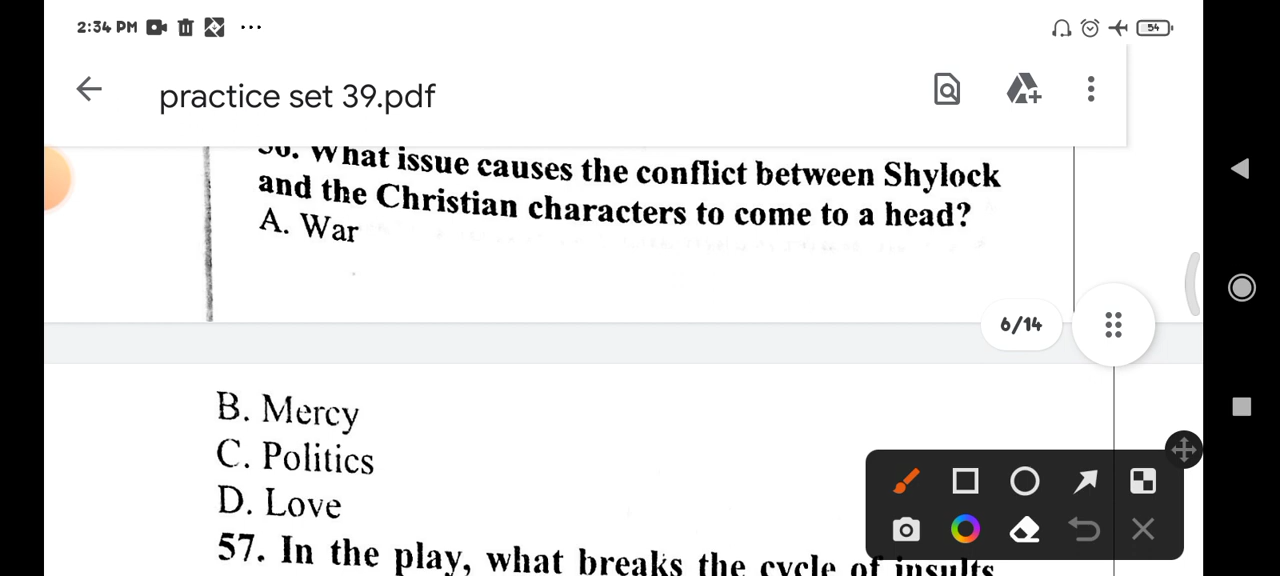 2:34 PM ...
54
practice set 39.pdf
56. What issue causes the conflict between Shylock
and the Christian characters to come to a head?
A. War
6/14
B. Mercy
C. Politics
D. Love
57. In the play, what breaks the cycle of insults